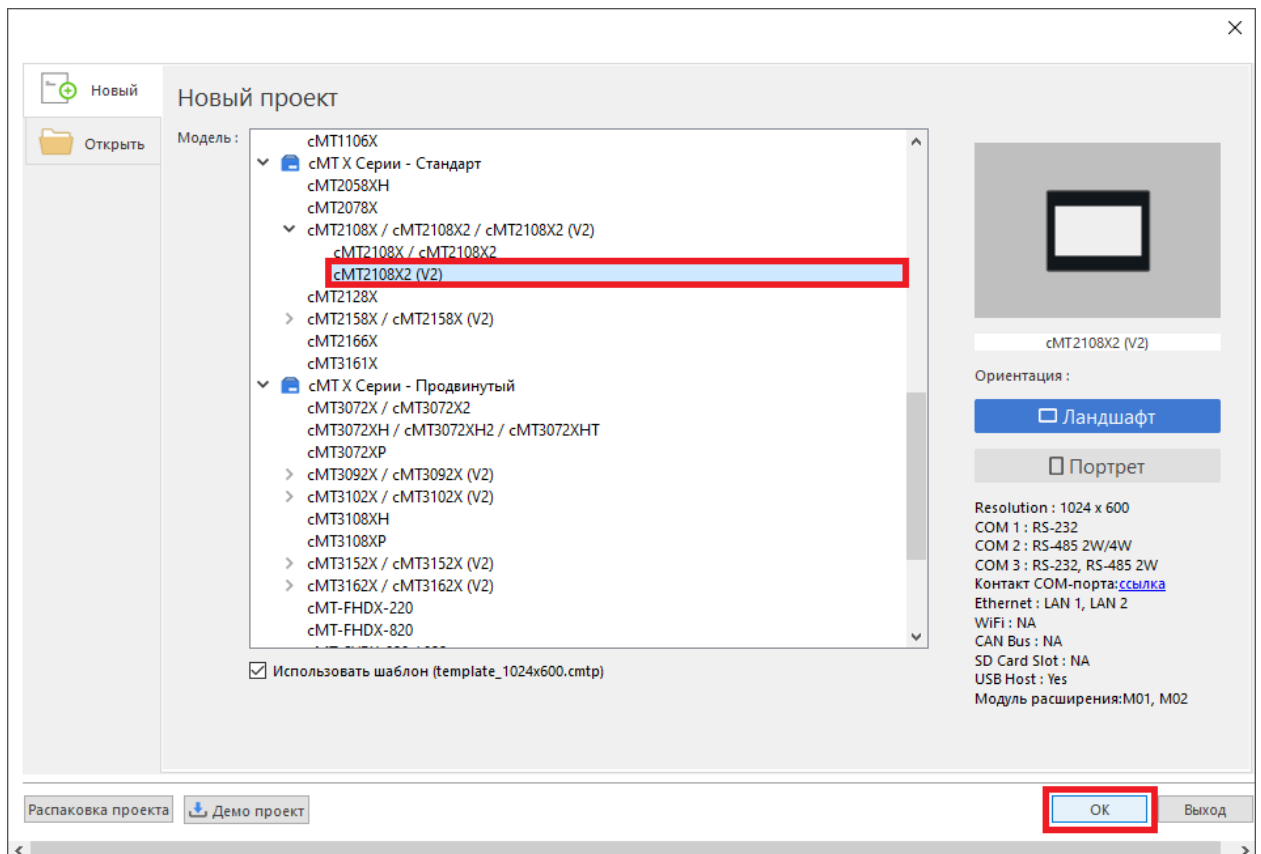 Новый
Открыть
Новый проект
Модель :
cMT1106X
cMT X Серии - Стандарт
cMT2058XH
cMT2078X
cMT2108X / cMT2108X2 / cMT2108X2 (V2)
cMT2108X / cMT2108X2
cMT2108X2 (V2)
cMT2128X
cMT2158X / cMT2158X (V2)
cMT2166X
cMT3161X
cMT X Серии - Продвинутый
cMT3072X / cMT3072X2
cMT3072XH / cMT3072XH2 / cMT3072XHT
cMT3072XP
cMT3092X / cMT3092X (V2)
cMT3102X / cMT3102X (V2)
cMT3108XH
cMT3108XP
cMT3152X / cMT3152X (V2)
cMT3162X / cMT3162X (V2)
cMT-FHDX-220
cMT-FHDX-820
Использовать шаблон (template_1024x600.cmtp)
cMT2108X2 (V2)
Ориентация :
Ландшафт
Портрет
Resolution : 1024 x 600
COM 1 : RS-232
COM 2 : RS-485 2W/4W
COM 3 : RS-232, RS-485 2W
Контакт COM-порта:ссылка
Ethernet : LAN 1, LAN 2
WiFi : NA
CAN Bus : NA
SD Card Slot : NA
USB Host : Yes
Модуль расширения:M01, M02
Распаковка проекта
Демо проект
OK
Выход